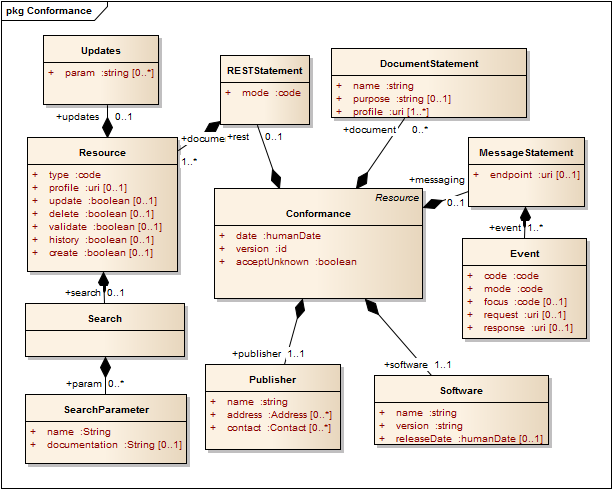 pkg Conformance
Updates
+ param :string [0..*]
+updates 0..1
RESTStatement
+ mode :code
+rest 0..1
DocumentStatement
+ name :string
+ purpose :string [0..1]
+ profile :uri [1..*]
+document 0..*
Resource
+ type :code
+ profile :uri [0..1]
+ update :boolean [0..1]
+ delete :boolean [0..1]
+ validate :boolean [0..1]
+ history :boolean [0..1]
+ create :boolean [0..1]
+docume
1..*
MessageStatement
+ endpoint :uri [0..1]
+messaging
0..1
Resource
Conformance
+ date :humanDate
+ version :id
+ acceptUnknown :boolean
+event 1..*
Event
+ code :code
+ mode :code
+ focus :code [0..1]
+ request :uri [0..1]
+ response :uri [0..1]
+search 0..1
Search
+param 0..*
SearchParameter
+ name :String
+ documentation :String [0..1]
+publisher 1..1
Publisher
+ name :string
+ address :Address [0..*]
+ contact :Contact [0..*]
+software 1..1
Software
+ name :string
+ version :string
+ releaseDate :humanDate [0..1]